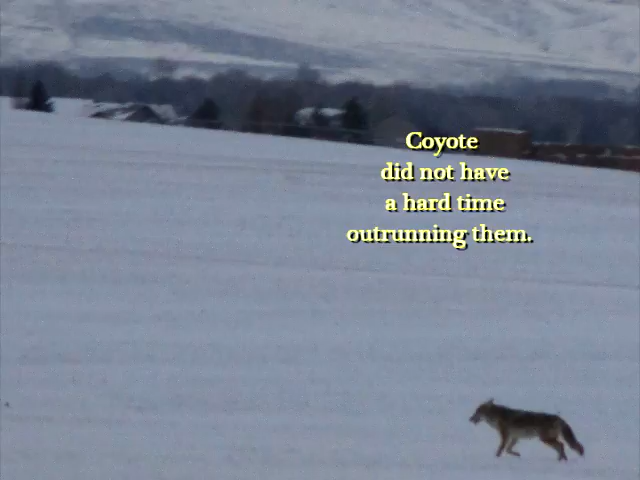 Coyote
did not have
a hard time
outrunning them.